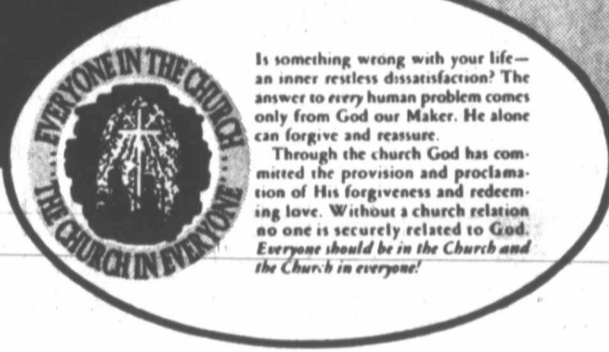 EVERYONE IN THE CHURCH ...
THE CHURCH IN EVERYONE ...
Is something wrong with your life—
an inner restless dissatisfaction? The
answer to every human problem comes
only from God our Maker. He alone
can forgive and reassure.
Through the church God has com-
mitted the provision and proclama-
tion of His forgiveness and redeem-
ing love. Without a church relation
no one is securely related to God.
Everyone should be in the Church and
the Church in everyone!